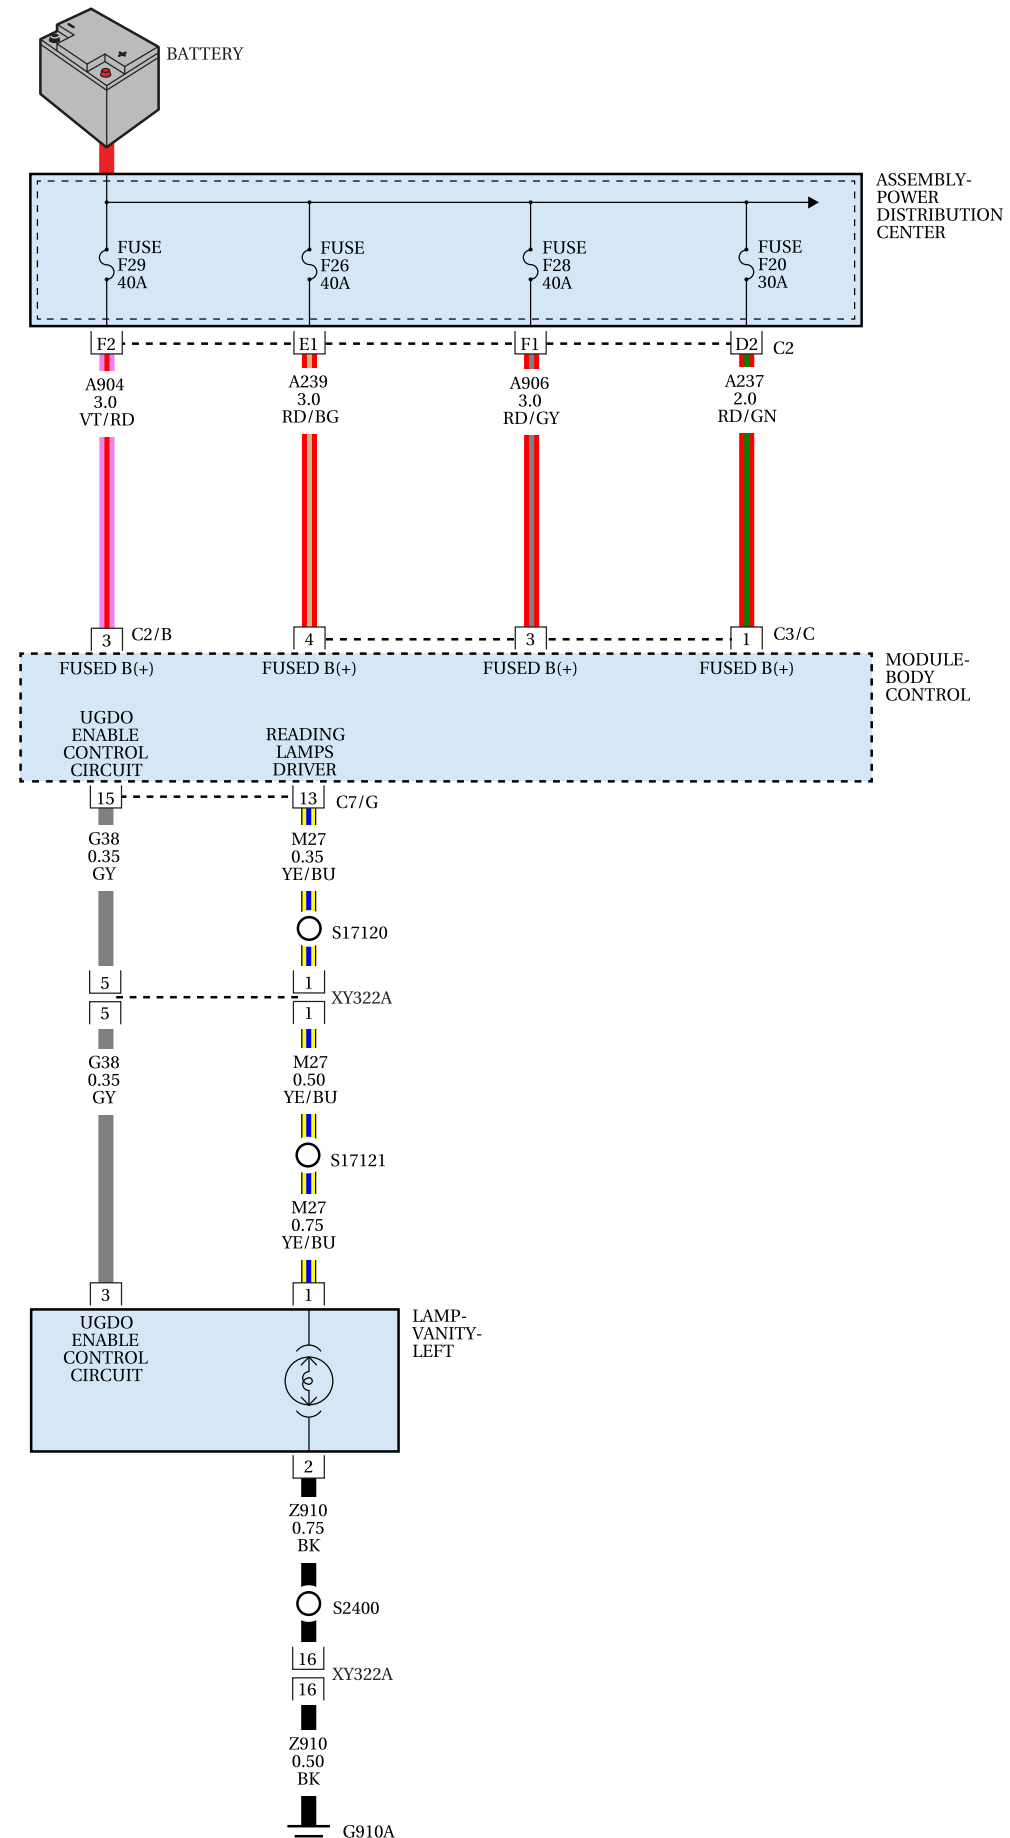 BATTERY
ASSEMBLY-
POWER
DISTRIBUTION
CENTER
FUSE
F29
40A
FUSE
F26
40A
FUSE
F28
40A
FUSE
F20
30A
F2
E1
F1
D2
C2
A904
3.0
VT/RD
A239
3.0
RD/BG
A906
3.0
RD/GY
A237
2.0
RD/GN
3
C2/B
4
3
1
C3/C
FUSED B(+)
FUSED B(+)
FUSED B(+)
FUSED B(+)
MODULE-
BODY
CONTROL
UGDO
ENABLE
CONTROL
CIRCUIT
READING
LAMPS
DRIVER
15
13
C7/G
G38
0.35
GY
M27
0.35
YE/BU
S17120
5
1
XY322A
5
1
G38
0.35
GY
M27
0.50
YE/BU
S17121
M27
0.75
YE/BU
3
1
UGDO
ENABLE
CONTROL
CIRCUIT
LAMP-
VANITY-
LEFT
2
Z910
0.75
BK
S2400
16
XY322A
16
Z910
0.50
BK
G910A